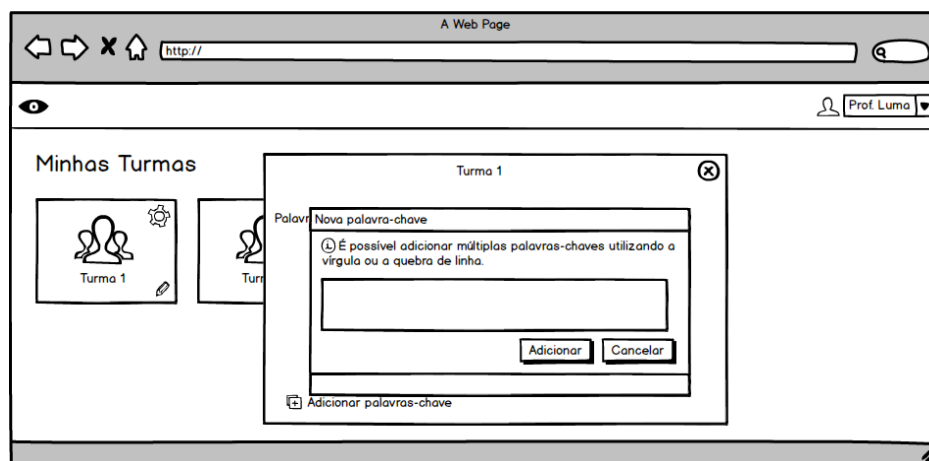 A Web Page
http://
Prof. Luma
Minhas Turmas
Turma 1
Turma 1
Turr
Palavr
Nova palavra-chave
É possível adicionar múltiplas palavras-chaves utilizando a
vírgula ou a quebra de linha.
Adicionar Cancelar
Adicionar palavras-chave